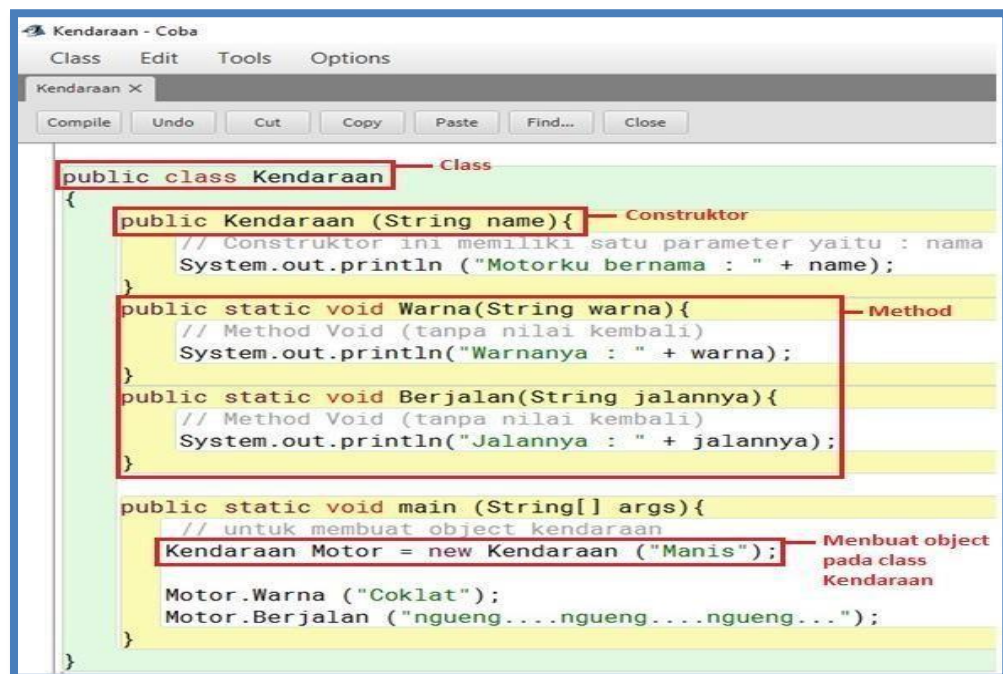 Kendaraan - Coba
Class Edit Tools Options
Kendaraan ×
Compile Undo Cut Copy Paste Find... Close
public class Kendaraan
Class
{
public Kendaraan (String name){
Construktor
// Construktor ini memiliki satu parameter yaitu : nama
System.out.println ("Motorku bernama : " + name);
}
public static void Warna(String warna){
Method
// Method Void (tanpa nilai kembali)
System.out.println("Warnanya : " + warna);
}
public static void Berjalan(String jalannya){
// Method Void (tanpa nilai kembali)
System.out.println("Jalannya : " + jalannya);
}
public static void main (String[] args){
// untuk membuat object kendaraan
Kendaraan Motor = new Kendaraan ("Manis");
Menbuat object
pada class
Kendaraan
Motor.Warna ("Coklat");
Motor.Berjalan ("ngueng....ngueng....ngueng...");
}
}